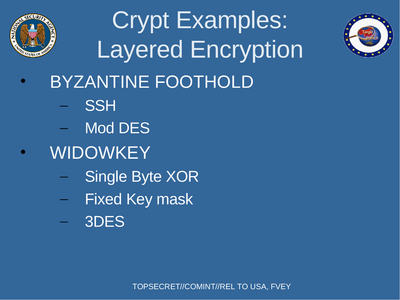 Crypt Examples:
Layered Encryption
• BYZANTINE FOOTHOLD
– SSH
– Mod DES
• WIDOWKEY
– Single Byte XOR
– Fixed Key mask
– 3DES
TOPSECRET//COMINT//REL TO USA, FVEY